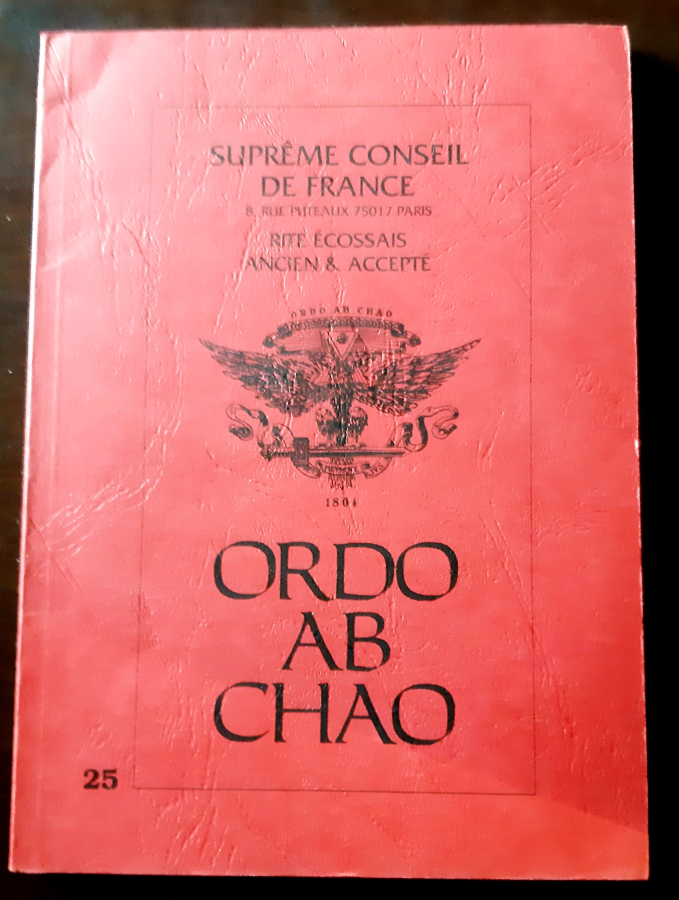 SUPRÊME CONSEIL
DE FRANCE
8, RUE PUTEAUX 75017 PARIS
RITE ÉCOSSAIS
ANCIEN & ACCEPTÉ
ORDO AB CHAO
1804
ORDO
AB
CHAO
25